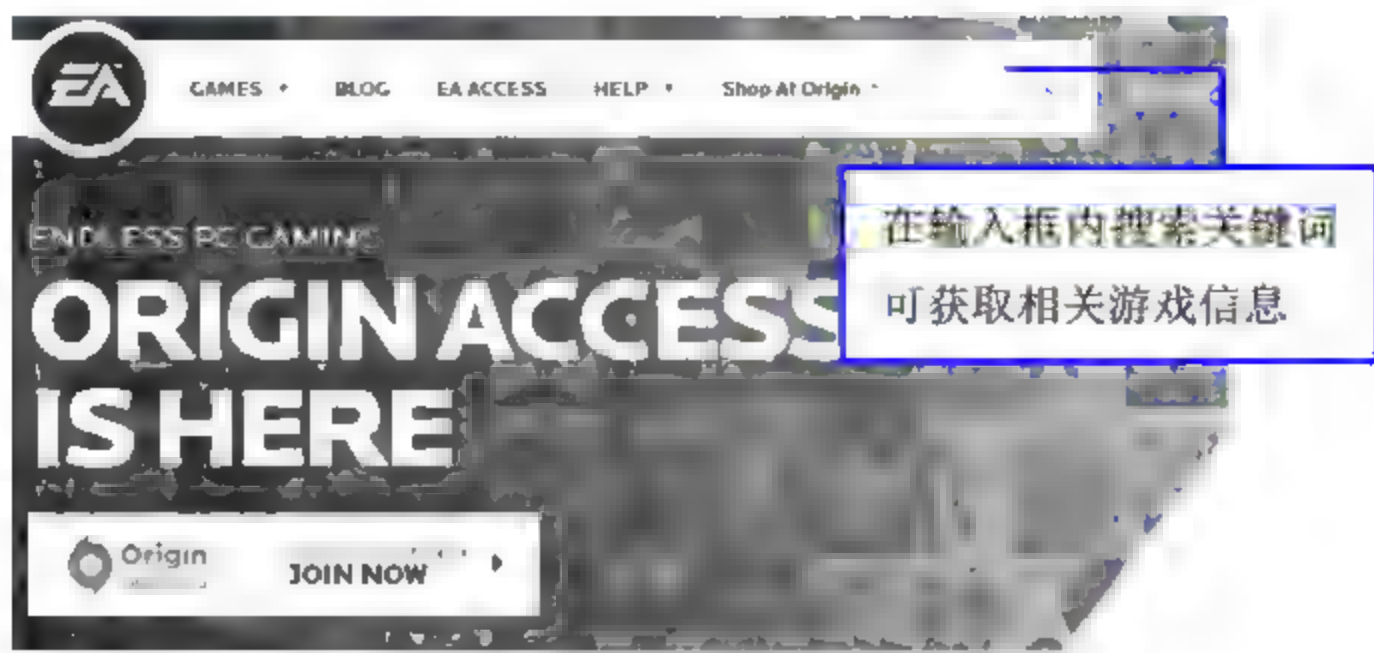 EA
GAMES BLOG EA ACCESS HELP Shop At Origin
ENDLESS PC GAMING
在输入框内搜索关键词
可获取相关游戏信息
ORIGIN ACCESS
IS HERE
Origin
JOIN NOW